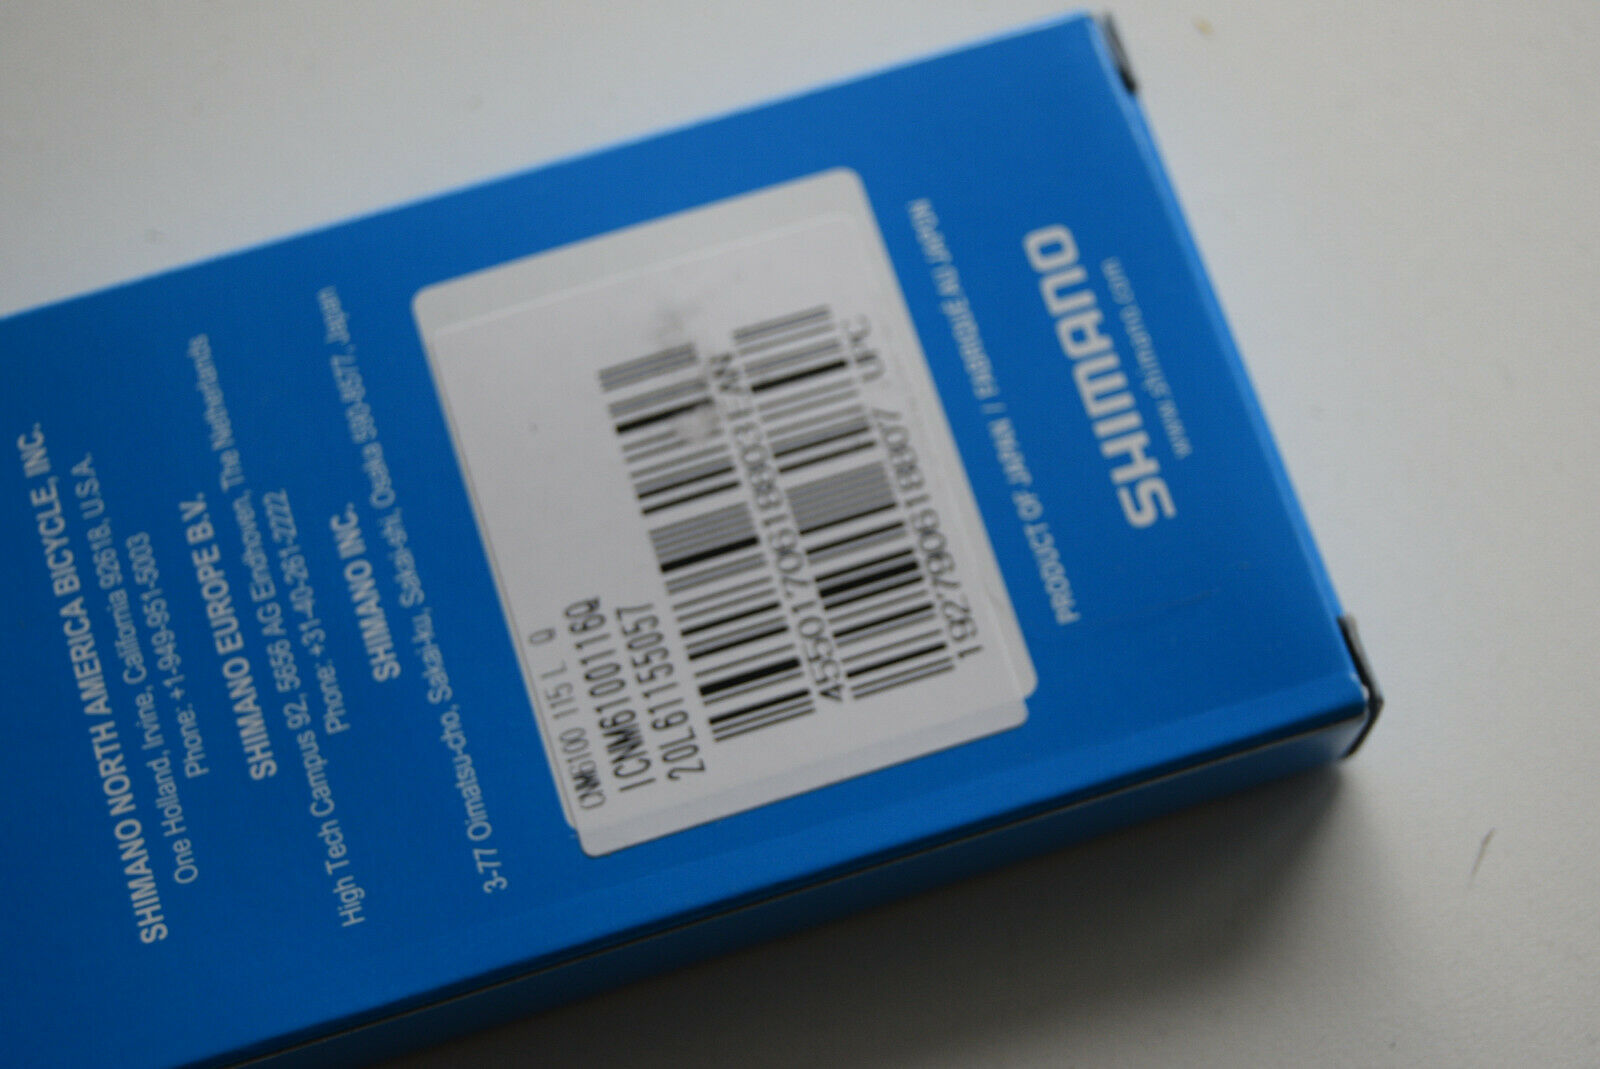 SHIMANO NORTH AMERICA BICYCLE, INC.
One Holland, Irvine, California 92618, U.S.A.
Phone: +1-949-951-5003
SHIMANO EUROPE B.V.
High Tech Campus 92, 5656 AG Eindhoven, The Netherlands
Phone: +31-40-261-2222
SHIMANO INC.
3-77 Oimatsu-cho, Sakai-ku, Sakai-shi, Osaka 590-8577, Japan
Q
CNM6100 115 L
ICNM6100116Q
20L61155057
4550170618803 EAN
192790618807 UPC
PRODUCT OF JAPAN / FABRIQUÉ AU JAPON
SHIMANO
www.shimano.com